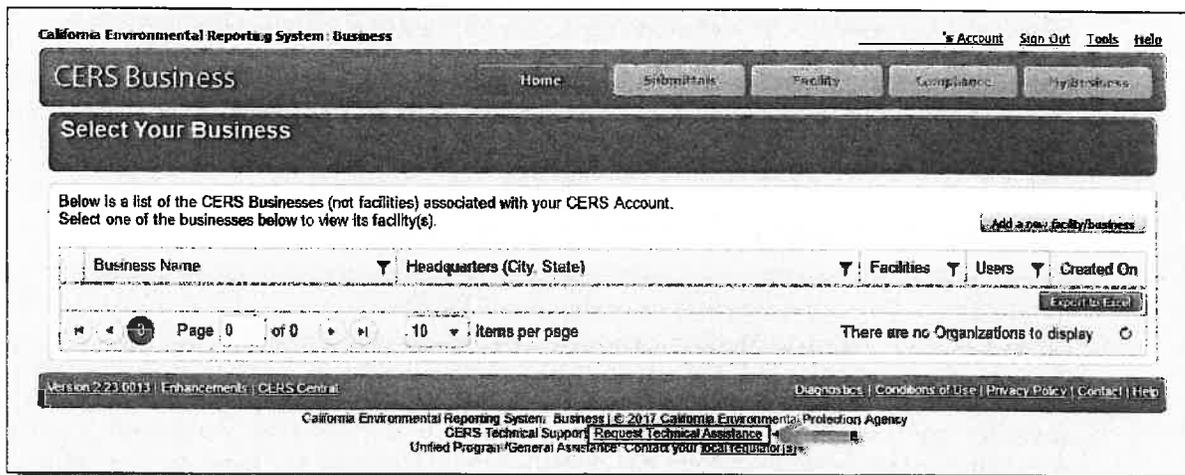 California Environmental Reporting System: Business 's Account Sign Out Tools Help
CERS Business Home Submittals Facility Compliance MyBusiness
Select Your Business
Below is a list of the CERS Businesses (not facilities) associated with your CERS Account.
Select one of the businesses below to view its facility(s).
Add a new facility/business
Business Name Headquarters (City, State) Facilities Users Created On
Export to Excel
0 Page 0 of 0 10 items per page There are no Organizations to display
Version 2.23.0013 | Enhancements | CERS Central Diagnostics | Conditions of Use | Privacy Policy | Contact | Help
California Environmental Reporting System: Business | © 2017 California Environmental Protection Agency
CERS Technical Support: Request Technical Assistance
Unified Program/General Assistance: Contact your local regulator(s)